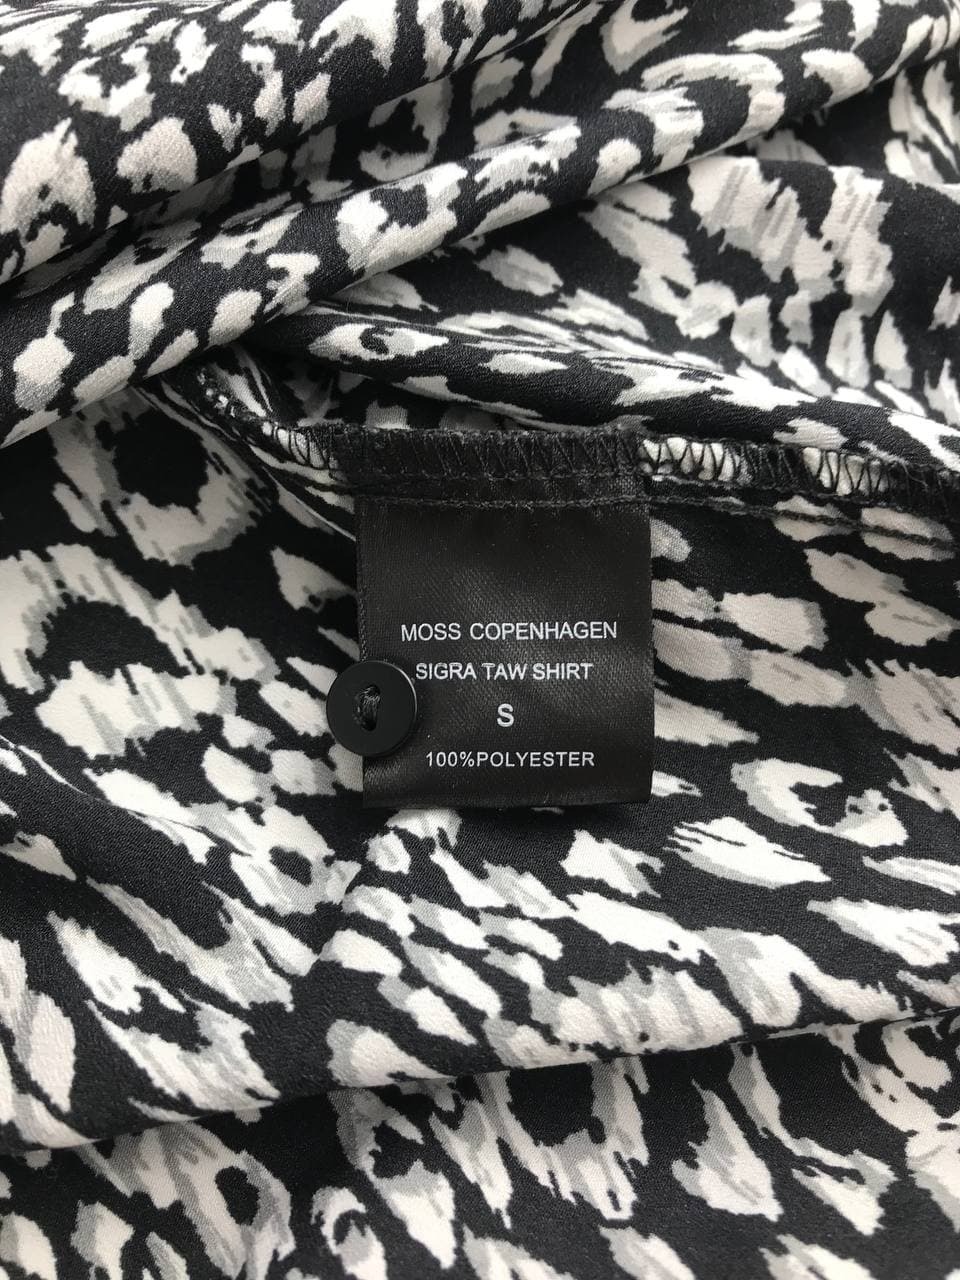 MOSS COPENHAGEN
SIGRA TAW SHIRT
S
100%POLYESTER